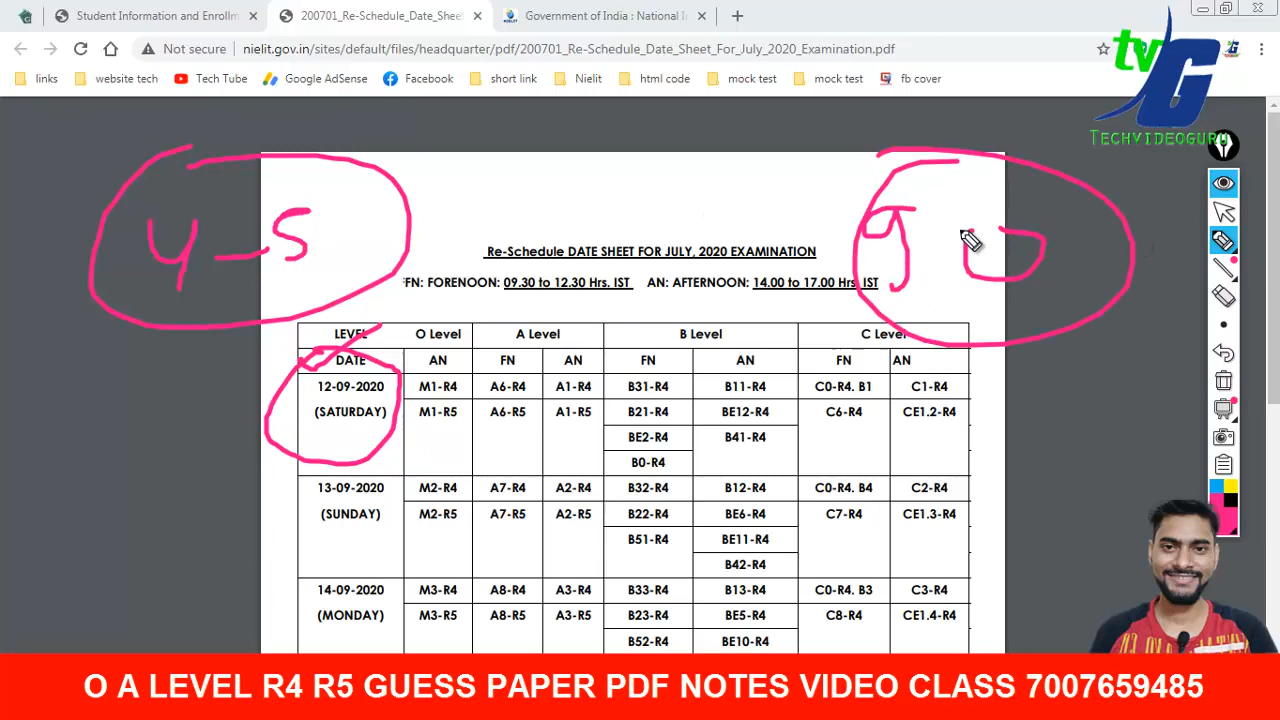 Student Information and Enrollm
200701_Re-Schedule_Date_Sheet
Government of India : National I
Not secure
nielit.gov.in/sites/default/files/headquarter/pdf/200701_Re-Schedule_Date_Sheet_For_July_2020_Examination.pdf
links
website tech
Tech Tube
Google AdSense
Facebook
short link
Nielit
html code
mock test
mock test
fb cover
tv G
TECHVIDEOGURU
4-5
Re-Schedule DATE SHEET FOR JULY, 2020 EXAMINATION
FN: FORENOON: 09.30 to 12.30 Hrs. IST AN: AFTERNOON: 14.00 to 17.00 Hrs. IST
LEVEL O Level A Level B Level C Level
DATE AN FN AN FN AN FN AN
12-09-2020 M1-R4 A6-R4 A1-R4 B31-R4 B11-R4 C0-R4. B1 C1-R4
(SATURDAY) M1-R5 A6-R5 A1-R5 B21-R4 BE12-R4 C6-R4 CE1.2-R4
BE2-R4 B41-R4
B0-R4
13-09-2020 M2-R4 A7-R4 A2-R4 B32-R4 B12-R4 C0-R4. B4 C2-R4
(SUNDAY) M2-R5 A7-R5 A2-R5 B22-R4 BE6-R4 C7-R4 CE1.3-R4
B51-R4 BE11-R4
B42-R4
14-09-2020 M3-R4 A8-R4 A3-R4 B33-R4 B13-R4 C0-R4. B3 C3-R4
(MONDAY) M3-R5 A8-R5 A3-R5 B23-R4 BE5-R4 C8-R4 CE1.4-R4
B52-R4 BE10-R4
O A LEVEL R4 R5 GUESS PAPER PDF NOTES VIDEO CLASS 7007659485